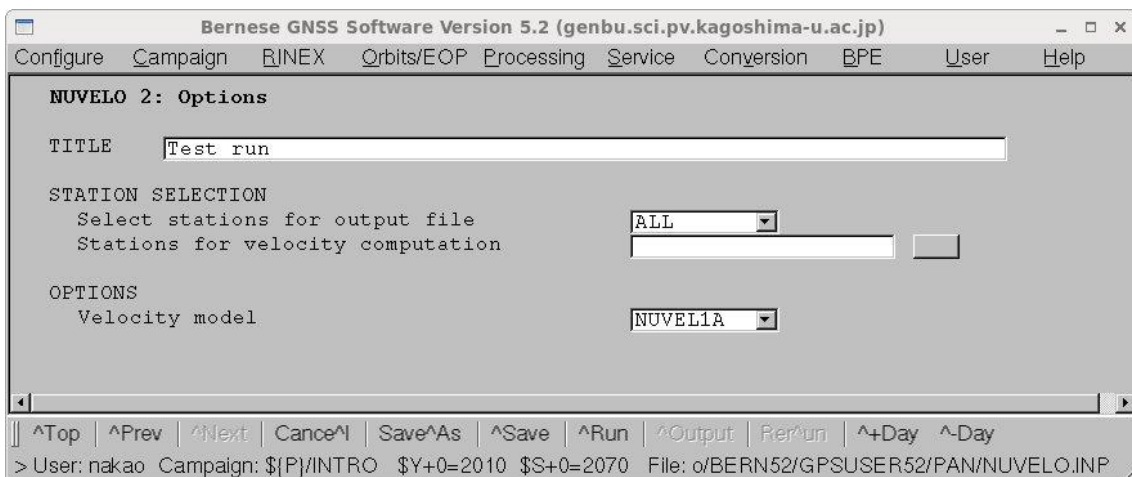 Bernese GNSS Software Version 5.2 (genbu.sci.pv.kagoshima-u.ac.jp)
Configure Campaign RINEX Orbits/EOP Processing Service Conversion BPE User Help
NUVELO 2: Options
TITLE Test run
STATION SELECTION
Select stations for output file ALL
Stations for velocity computation
OPTIONS
Velocity model NUVEL1A
^Top | ^Prev | ^Next | Cance^l | Save^As | ^Save | ^Run | ^Output | Rer^un | ^+Day ^-Day
> User: nakao Campaign: ${P}/INTRO $Y+0=2010 $S+0=2070 File: o/BERN52/GPSUSER52/PAN/NUVELO.INP